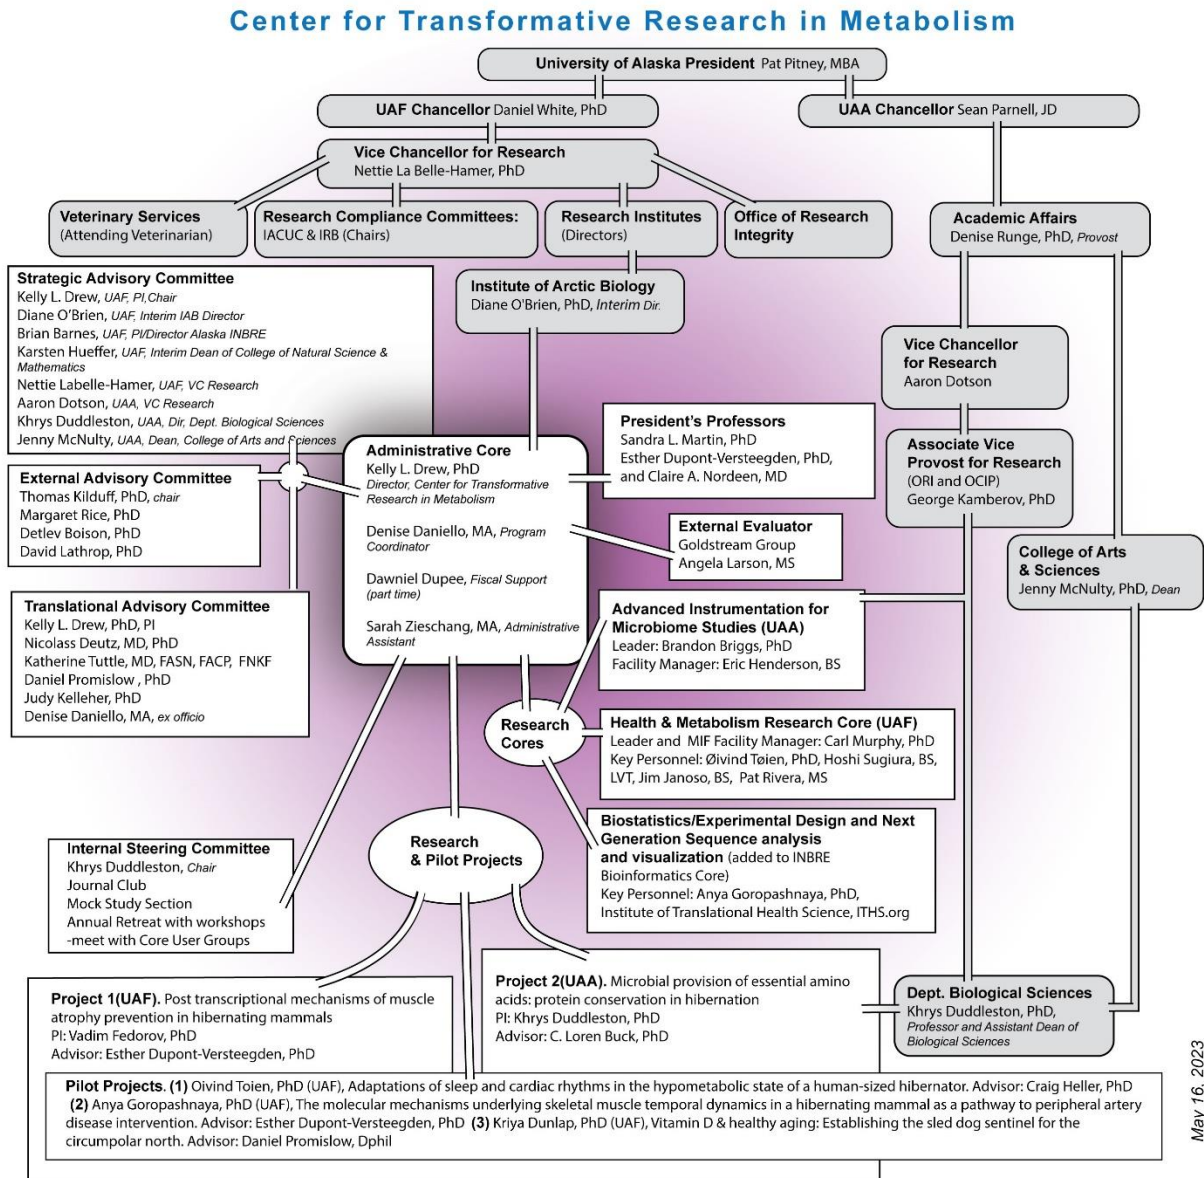 Center for Transformative Research in Metabolism
University of Alaska President Pat Pitney, MBA
UAF Chancellor Daniel White, PhD
UAA Chancellor Sean Parnell, JD
Vice Chancellor for Research
Nettie La Belle-Hamer, PhD
Veterinary Services
(Attending Veterinarian)
Research Compliance Committees:
IACUC & IRB (Chairs)
Research Institutes
(Directors)
Office of Research
Integrity
Academic Affairs
Denise Runge, PhD, Provost
Strategic Advisory Committee
Kelly L. Drew, UAF, PI,Chair
Diane O'Brien, UAF, Interim IAB Director
Brian Barnes, UAF, PI/Director Alaska INBRE
Karsten Hueffer, UAF, Interim Dean of College of Natural Science &
Mathematics
Nettie Labelle-Hamer, UAF, VC Research
Aaron Dotson, UAA, VC Research
Khrys Duddleston, UAA, Dir, Dept. Biological Sciences
Jenny McNulty, UAA, Dean, College of Arts and Sciences
Institute of Arctic Biology
Diane O'Brien, PhD, Interim Dir.
Vice Chancellor
for Research
Aaron Dotson
President's Professors
Sandra L. Martin, PhD
Esther Dupont-Versteegden, PhD,
and Claire A. Nordeen, MD
Associate Vice
Provost for Research
(ORI and OCIP)
George Kamberov, PhD
Administrative Core
Kelly L. Drew, PhD
Director, Center for Transformative
Research in Metabolism
Denise Daniello, MA, Program
Coordinator
Dawniel Dupee, Fiscal Support
(part time)
Sarah Zieschang, MA, Administrative
Assistant
External Advisory Committee
Thomas Kilduff, PhD, chair
Margaret Rice, PhD
Detlev Boison, PhD
David Lathrop, PhD
External Evaluator
Goldstream Group
Angela Larson, MS
College of Arts
& Sciences
Jenny McNulty, PhD, Dean
Translational Advisory Committee
Kelly L. Drew, PhD, PI
Nicolass Deutz, MD, PhD
Katherine Tuttle, MD, FASN, FACP, FNKF
Daniel Promislow , PhD
Judy Kelleher, PhD
Denise Daniello, MA, ex officio
Advanced Instrumentation for
Microbiome Studies (UAA)
Leader: Brandon Briggs, PhD
Facility Manager: Eric Henderson, BS
Research
Cores
Health & Metabolism Research Core (UAF)
Leader and MIF Facility Manager: Carl Murphy, PhD
Key Personnel: Øivind Tøien, PhD, Hoshi Sugiura, BS,
LVT, Jim Janoso, BS, Pat Rivera, MS
Biostatistics/Experimental Design and Next
Generation Sequence analysis
and visualization (added to INBRE
Bioinformatics Core)
Key Personnel: Anya Goropashnaya, PhD,
Institute of Translational Health Science, ITHS.org
Research
& Pilot Projects
Internal Steering Committee
Khrys Duddleston, Chair
Journal Club
Mock Study Section
Annual Retreat with workshops
-meet with Core User Groups
Project 1(UAF). Post transcriptional mechanisms of muscle
atrophy prevention in hibernating mammals
PI: Vadim Fedorov, PhD
Advisor: Esther Dupont-Versteegden, PhD
Project 2(UAA). Microbial provision of essential amino
acids: protein conservation in hibernation
PI: Khrys Duddleston, PhD
Advisor: C. Loren Buck, PhD
Dept. Biological Sciences
Khrys Duddleston, PhD,
Professor and Assistant Dean of
Biological Sciences
Pilot Projects. (1) Oivind Toien, PhD (UAF), Adaptations of sleep and cardiac rhythms in the hypometabolic state of a human-sized hibernator. Advisor: Craig Heller, PhD
(2) Anya Goropashnaya, PhD (UAF), The molecular mechanisms underlying skeletal muscle temporal dynamics in a hibernating mammal as a pathway to peripheral artery
disease intervention. Advisor: Esther Dupont-Versteegden, PhD (3) Kriya Dunlap, PhD (UAF), Vitamin D & healthy aging: Establishing the sled dog sentinel for the
circumpolar north. Advisor: Daniel Promislow, Dphil
May 16, 2023